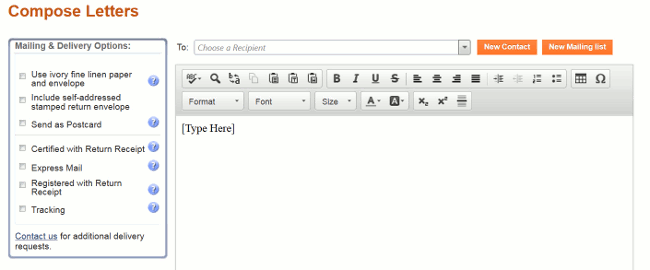 Compose Letters
Mailing & Delivery Options:
Use ivory fine linen paper
and envelope
Include self-addressed
stamped return envelope
Send as Postcard
Certified with Return Receipt
Express Mail
Registered with Return
Receipt
Tracking
Contact us for additional delivery
requests.
To: Choose a Recipient New Contact New Mailing list
B I U S Ω
Format Font Size A A X₂ X²
[Type Here]